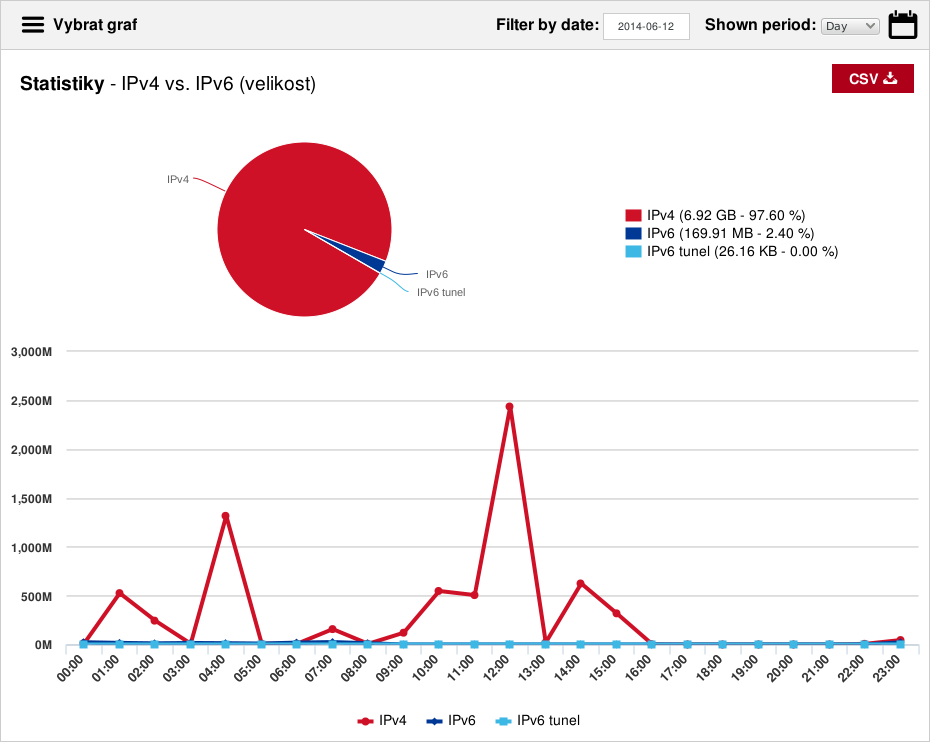 Vybrat graf
Filter by date: 2014-06-12 Shown period: Day
Statistiky - IPv4 vs. IPv6 (velikost)
CSV
IPv4
IPv6
IPv6 tunel
IPv4 (6.92 GB - 97.60 %)
IPv6 (169.91 MB - 2.40 %)
IPv6 tunel (26.16 KB - 0.00 %)
3,000M
2,500M
2,000M
1,500M
1,000M
500M
0M
00:00 01:00 02:00 03:00 04:00 05:00 06:00 07:00 08:00 09:00 10:00 11:00 12:00 13:00 14:00 15:00 16:00 17:00 18:00 19:00 20:00 21:00 22:00 23:00
IPv4 IPv6 IPv6 tunel